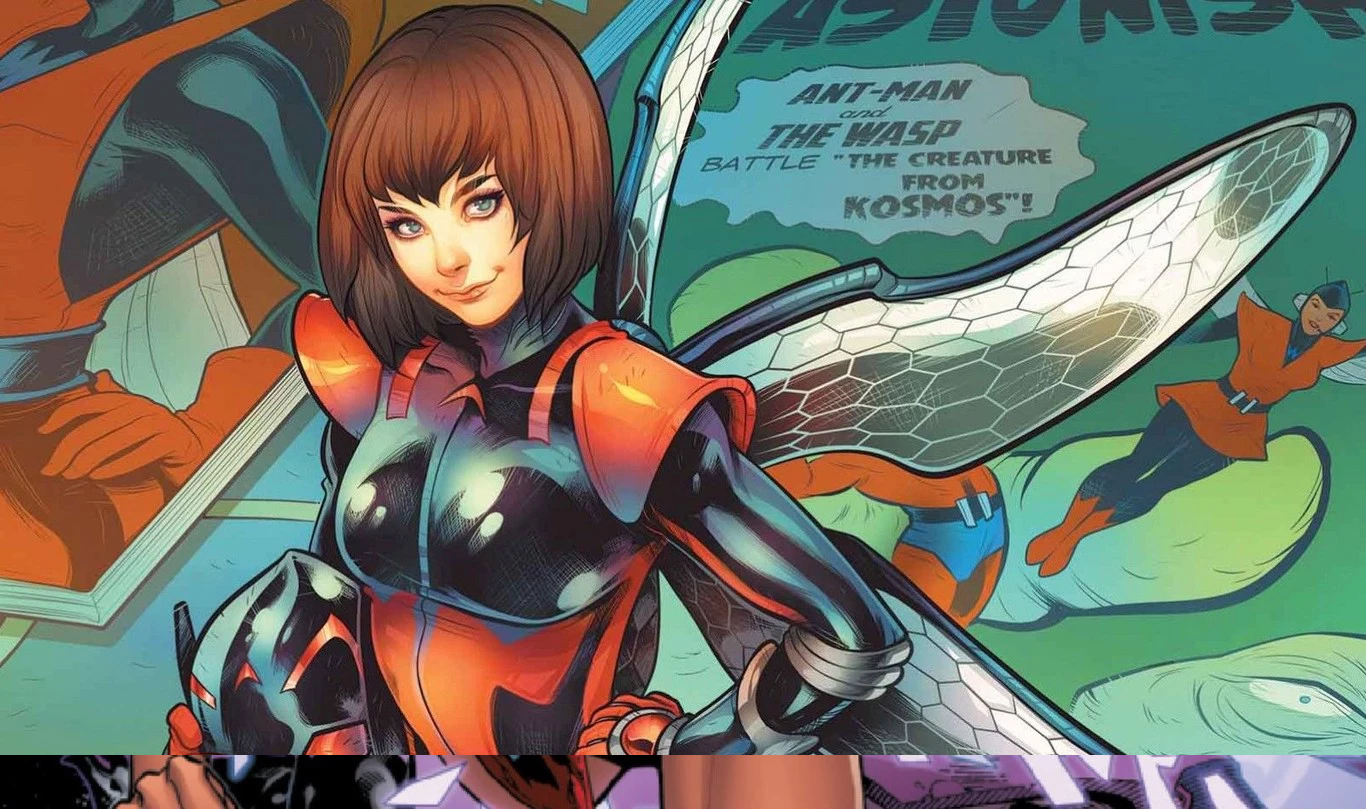 ANT-MAN
and
THE WASP
BATTLE "THE CREATURE
FROM
KOSMOS"!